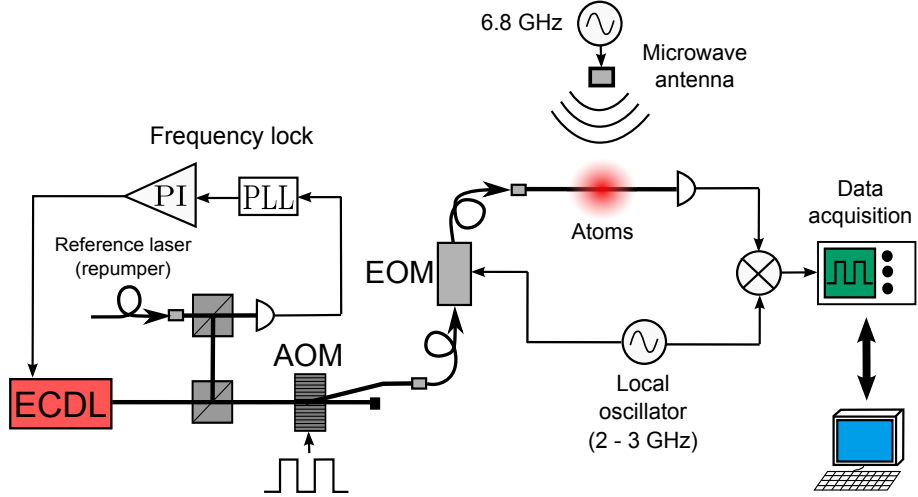 6.8 GHz
Microwave
antenna
Frequency lock
PI
PLL
Data
acquisition
Reference laser
(repumper)
Atoms
EOM
AOM
ECDL
Local
oscillator
(2 - 3 GHz)